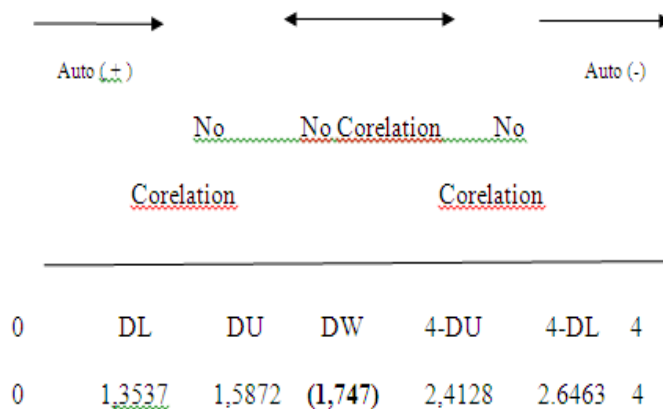 Auto ( + ) Auto (-)
No No Corelation No
Corelation Corelation
0 DL DU DW 4-DU 4-DL 4
0 1,3537 1,5872 (1,747) 2,4128 2.6463 4